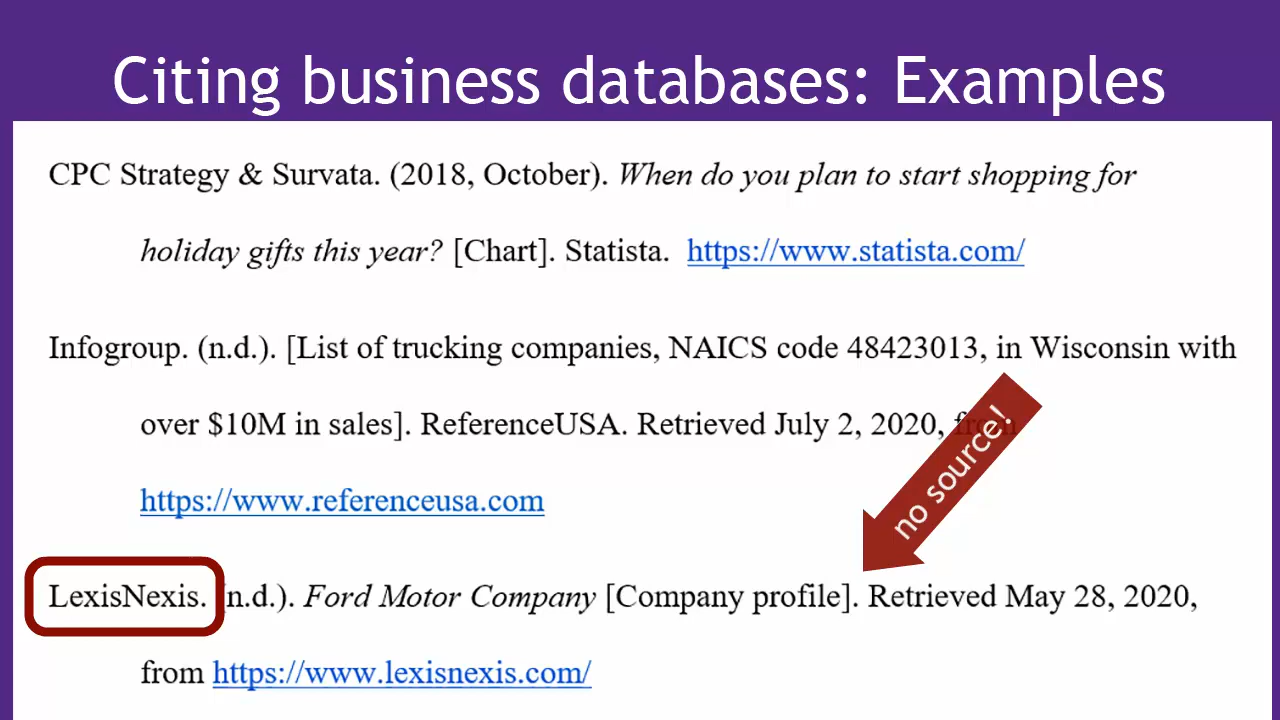 Citing business databases: Examples
CPC Strategy & Survata. (2018, October). When do you plan to start shopping for
holiday gifts this year? [Chart]. Statista. https://www.statista.com/
Infogroup. (n.d.). [List of trucking companies, NAICS code 48423013, in Wisconsin with
over $10M in sales]. ReferenceUSA. Retrieved July 2, 2020, from
https://www.referenceusa.com
no source!
LexisNexis. (n.d.). Ford Motor Company [Company profile]. Retrieved May 28, 2020,
from https://www.lexisnexis.com/